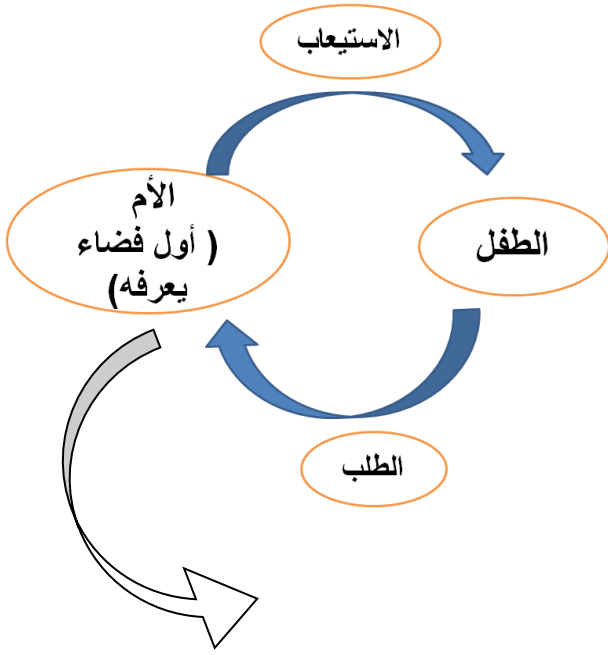 الاستيعاب
الأم
( أول فضاء
يعرفه)
الطفل
الطلب